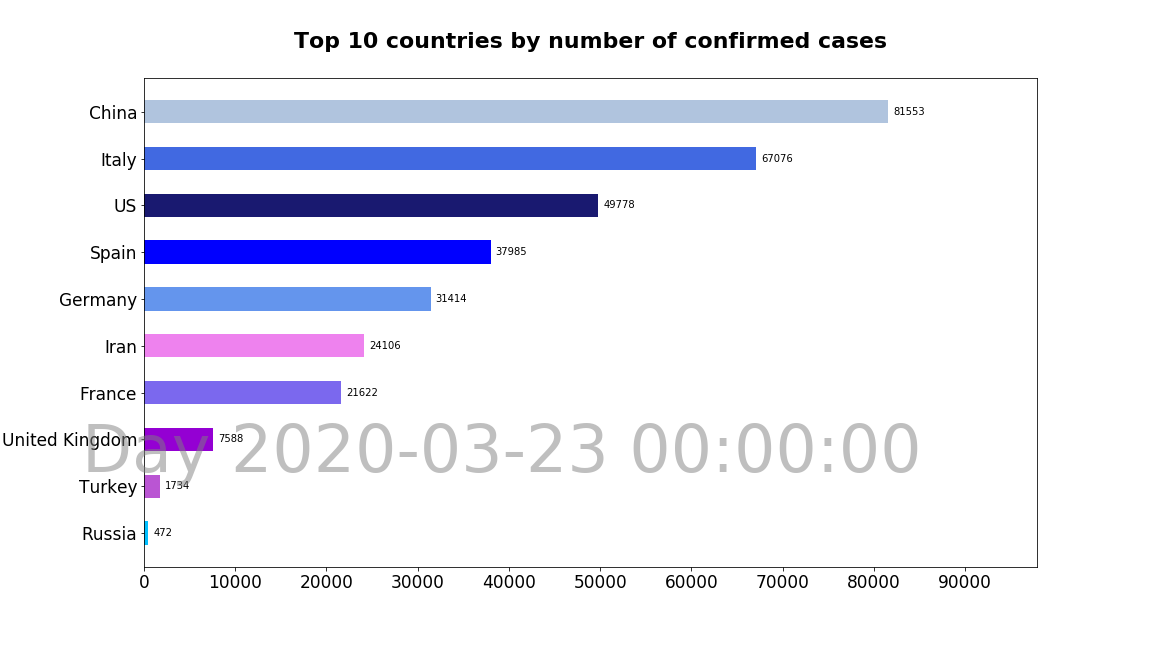 Top 10 countries by number of confirmed cases
China 81553
Italy 67076
US 49778
Spain 37985
Germany 31414
Iran 24106
France 21622
United Kingdom 7588
Day 2020-03-23 00:00:00
Turkey 1734
Russia 472
0 10000 20000 30000 40000 50000 60000 70000 80000 90000